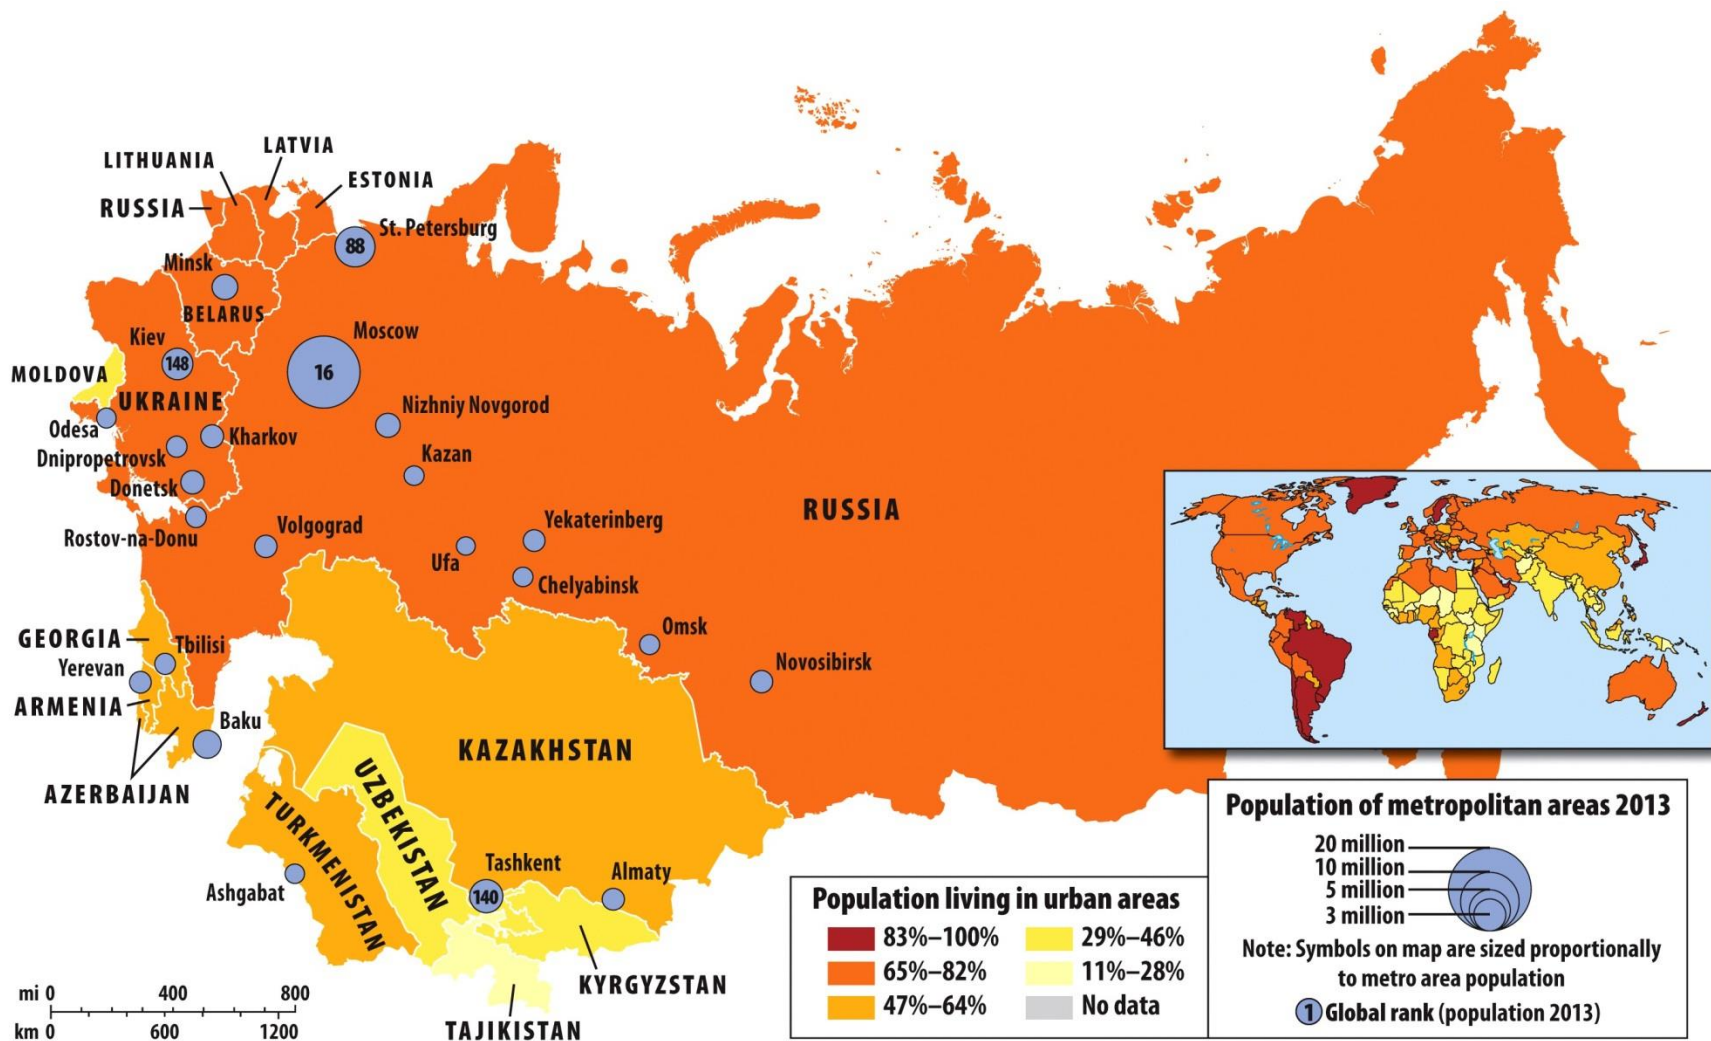 LATVIA
LITHUANIA
ESTONIA
RUSSIA
St. Petersburg
88
Minsk
BELARUS
Moscow
16
Kiev
148
MOLDOVA
UKRAINE
Nizhniy Novgorod
Odesa
Kharkov
Dnipropetrovsk
Kazan
Donetsk
RUSSIA
Rostov-na-Donu
Volgograd
Yekaterinberg
Ufa
Chelyabinsk
GEORGIA
Tbilisi
Omsk
Yerevan
Novosibirsk
ARMENIA
Baku
KAZAKHSTAN
AZERBAIJAN
UZBEKISTAN
TURKMENISTAN
Tashkent
140
Almaty
Ashgabat
KYRGYZSTAN
TAJIKISTAN
mi 0 400 800
km 0 600 1200
Population living in urban areas
83%–100%
65%–82%
47%–64%
29%–46%
11%–28%
No data
Population of metropolitan areas 2013
20 million
10 million
5 million
3 million
Note: Symbols on map are sized proportionally
to metro area population
1 Global rank (population 2013)